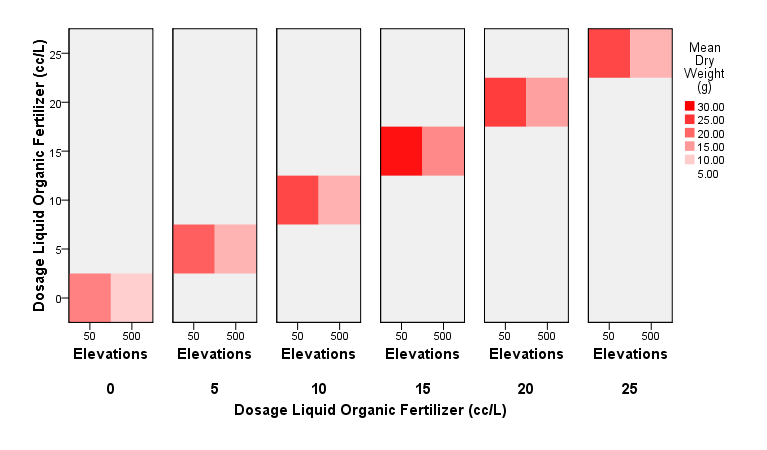 Dosage Liquid Organic Fertilizer (cc/L)
25
20
15
10
5
0
50 500 50 500 50 500 50 500 50 500 50 500
Elevations Elevations Elevations Elevations Elevations Elevations
0 5 10 15 20 25
Dosage Liquid Organic Fertilizer (cc/L)
Mean
Dry
Weight
(g)
30.00
25.00
20.00
15.00
10.00
5.00